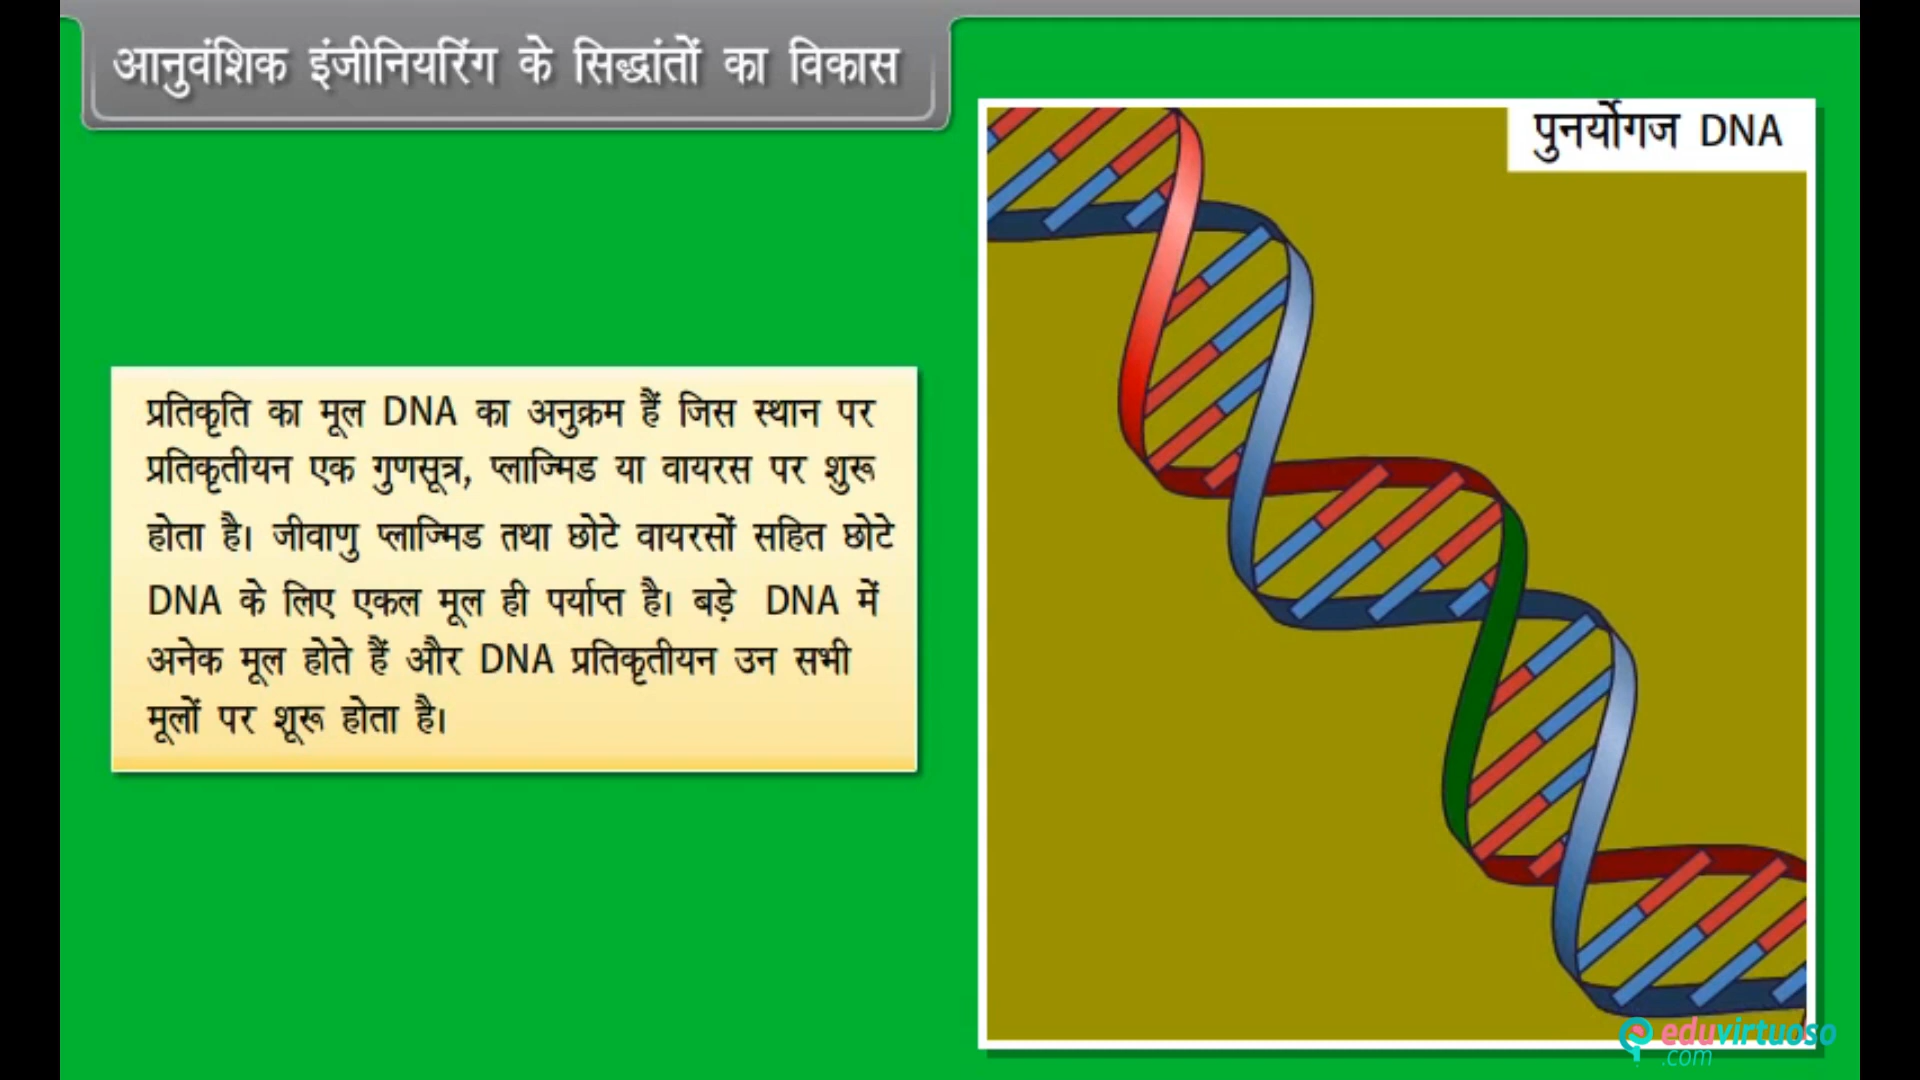 आनुवंशिक इंजीनियरिंग के सिद्धांतों का विकास
पुनर्योगज DNA
प्रतिकृति का मूल DNA का अनुक्रम हैं जिस स्थान पर
प्रतिकृतीयन एक गुणसूत्र, प्लाज्मिड या वायरस पर शुरू
होता है। जीवाणु प्लाज्मिड तथा छोटे वायरसों सहित छोटे
DNA के लिए एकल मूल ही पर्याप्त है। बड़े DNA में
अनेक मूल होते हैं और DNA प्रतिकृतीयन उन सभी
मूलों पर शूरू होता है।
eduvirtuoso
.com